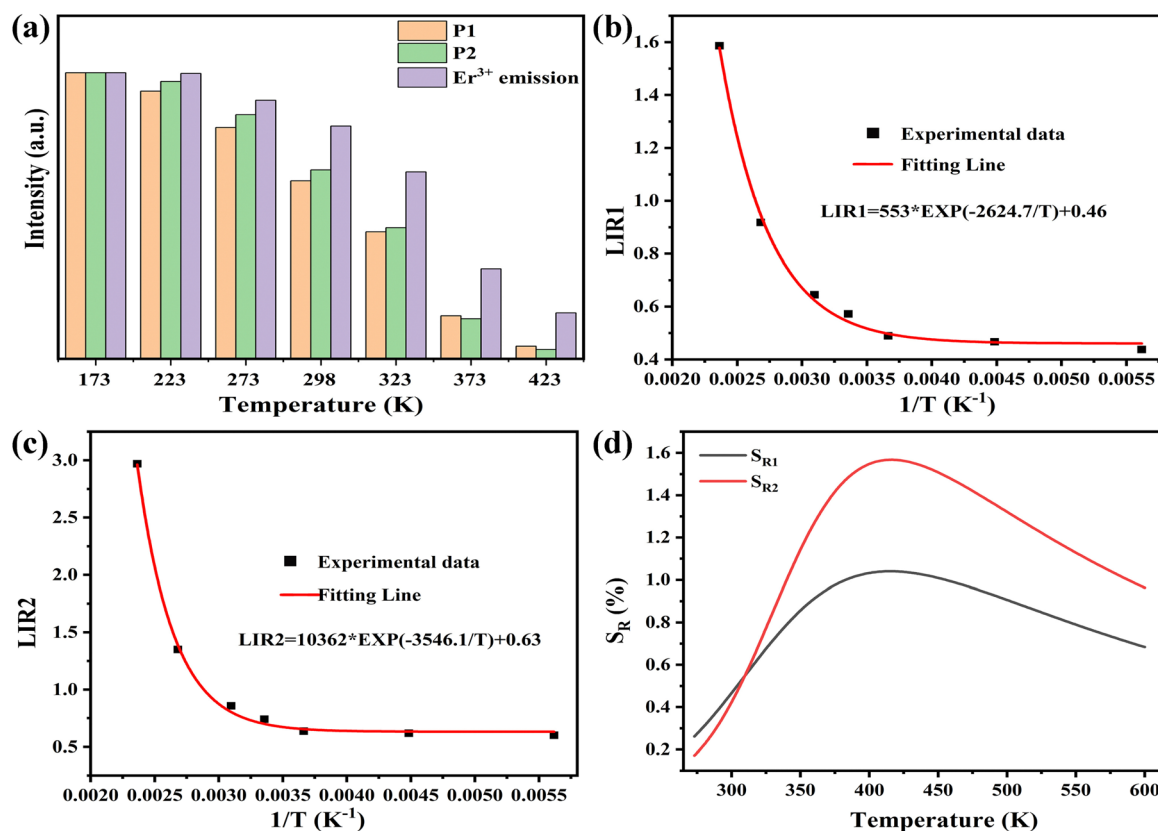 (a)
P1
P2
Er³⁺ emission
Intensity (a.u.)
173 223 273 298 323 373 423
Temperature (K)
(b)
1.6
1.4
1.2
1.0
0.8
0.6
0.4
LIR1
Experimental data
Fitting Line
LIR1=553*EXP(-2624.7/T)+0.46
0.0020 0.0025 0.0030 0.0035 0.0040 0.0045 0.0050 0.0055
1/T (K⁻¹)
(c)
3.0
2.5
2.0
1.5
1.0
0.5
LIR2
Experimental data
Fitting Line
LIR2=10362*EXP(-3546.1/T)+0.63
0.0020 0.0025 0.0030 0.0035 0.0040 0.0045 0.0050 0.0055
1/T (K⁻¹)
(d)
S_R1
S_R2
1.6
1.4
1.2
1.0
0.8
0.6
0.4
0.2
S_R (%)
300 350 400 450 500 550 600
Temperature (K)